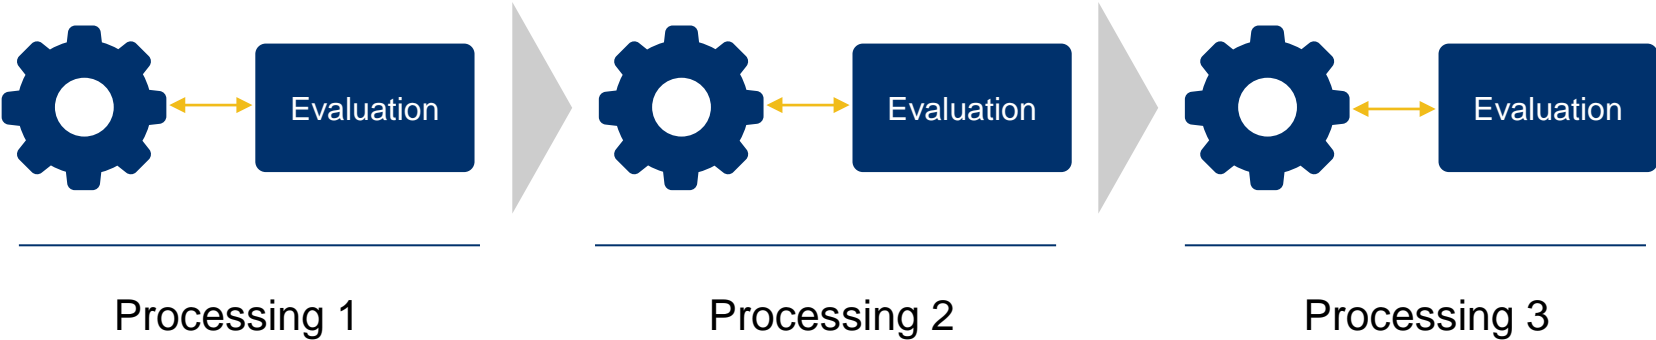 Evaluation
Evaluation
Evaluation
Processing 1
Processing 2
Processing 3